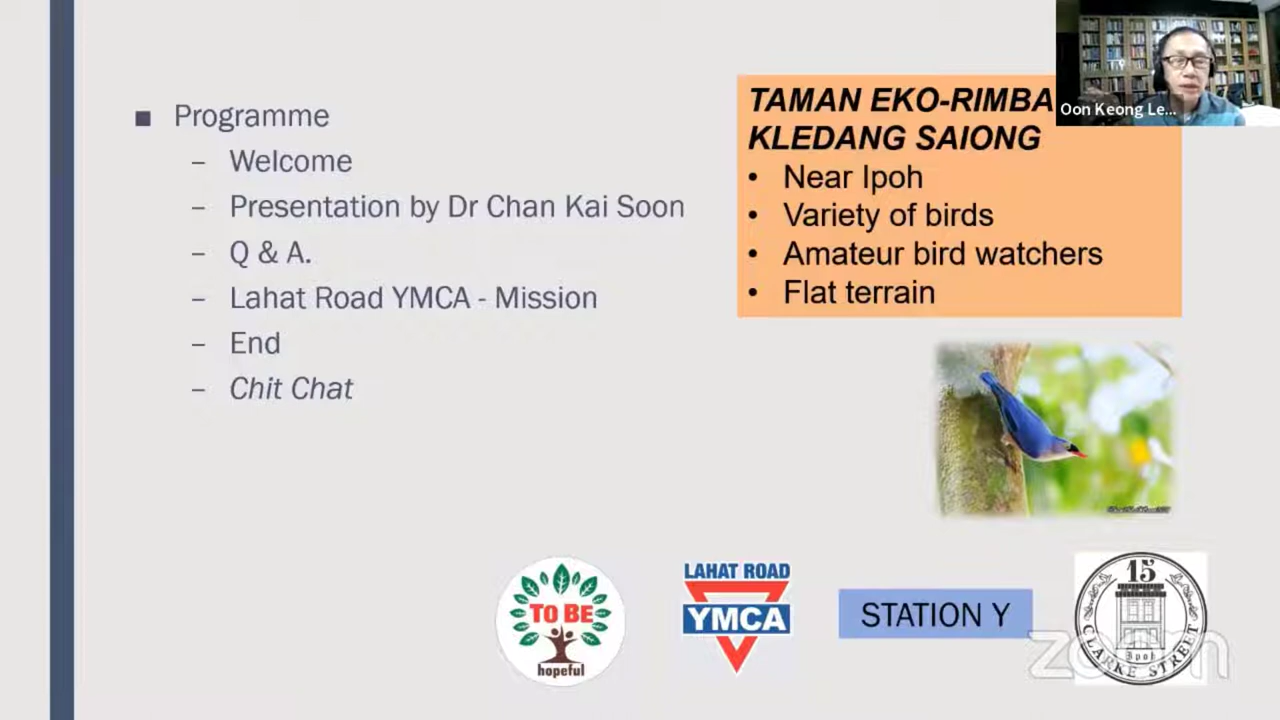 Programme
– Welcome
– Presentation by Dr Chan Kai Soon
– Q & A.
– Lahat Road YMCA - Mission
– End
– Chit Chat
TAMAN EKO-RIMBA
KLEDANG SAIONG
• Near Ipoh
• Variety of birds
• Amateur bird watchers
• Flat terrain
Oon Keong Le...
TO BE
hopeful
LAHAT ROAD
YMCA
STATION Y
15
CLARKE STREET
Ipoh
zoom